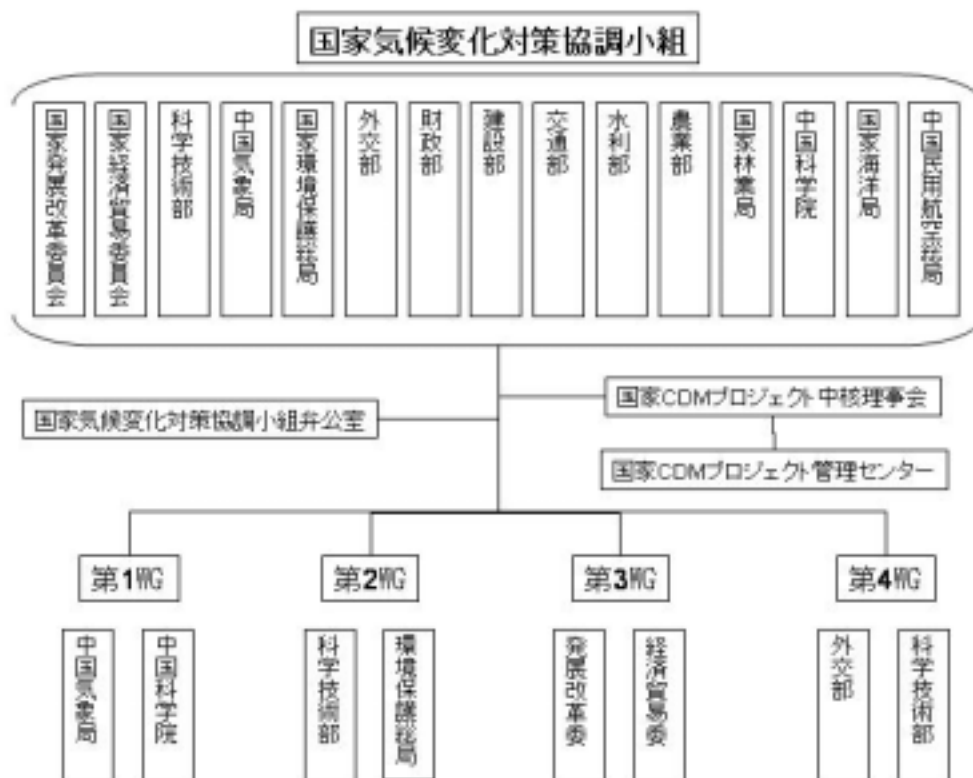 国家気候変化対策協調小組
国家発展改革委員会
国家経済貿易委員会
科学技術部
中国気象局
国家環境保護総局
外交部
財政部
建設部
交通部
水利部
農業部
国家林業局
中国科学院
国家海洋局
中国民用航空総局
国家CDMプロジェクト中核理事会
国家気候変化対策協調小組弁公室
国家CDMプロジェクト管理センター
第1WG
第2WG
第3WG
第4WG
中国気象局
中国科学院
科学技術部
環境保護総局
発展改革委
経済貿易委
外交部
科学技術部